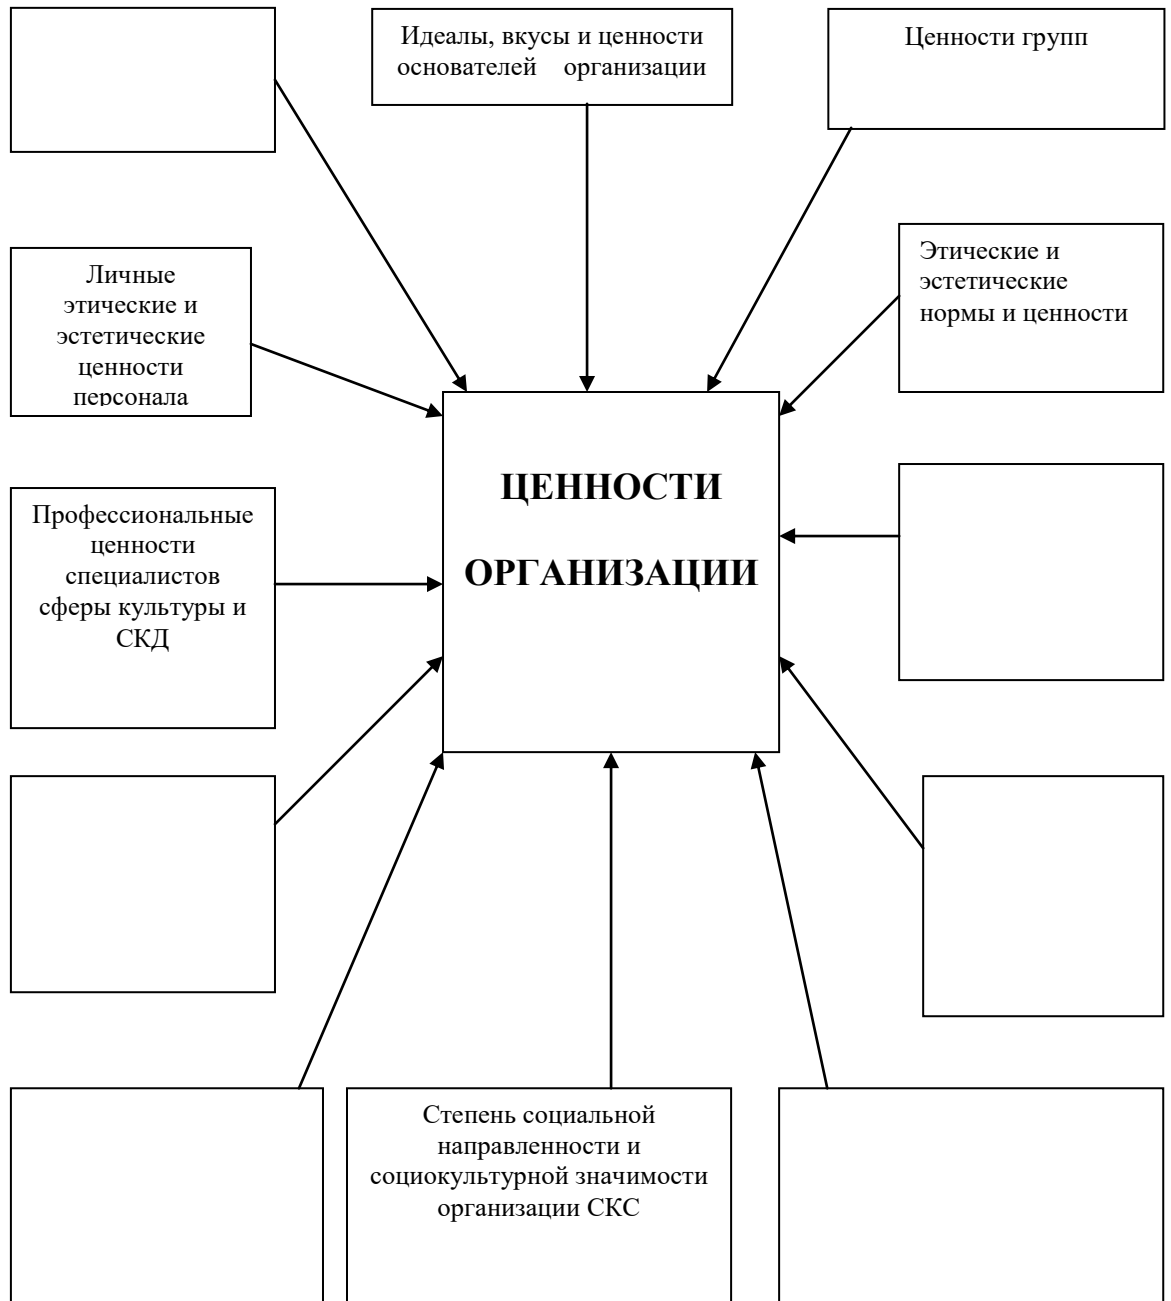 Идеалы, вкусы и ценности
основателей организации
Ценности групп
Личные
этические и
эстетические
ценности
персонала
Этические и
эстетические
нормы и ценности
ЦЕННОСТИ
ОРГАНИЗАЦИИ
Профессиональные
ценности
специалистов
сферы культуры и
СКД
Степень социальной
направленности и
социокультурной значимости
организации СКС